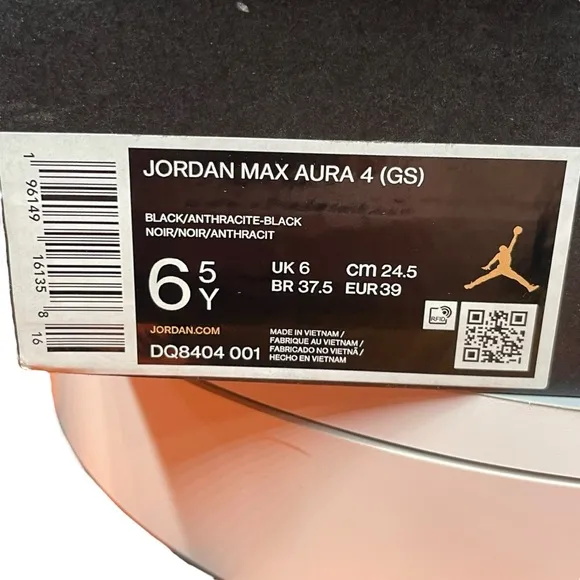 JORDAN MAX AURA 4 (GS)
BLACK/ANTHRACITE-BLACK
NOIR/NOIR/ANTHRACIT
6 5 Y
UK 6 cm 24.5
BR 37.5 EUR 39
JORDAN.COM
DQ8404 001
MADE IN VIETNAM /
FABRIQUE AU VIETNAM /
FABRICADO NO VIETNÃ /
HECHO EN VIETNAM
RFID
1 96149 16135 8 16